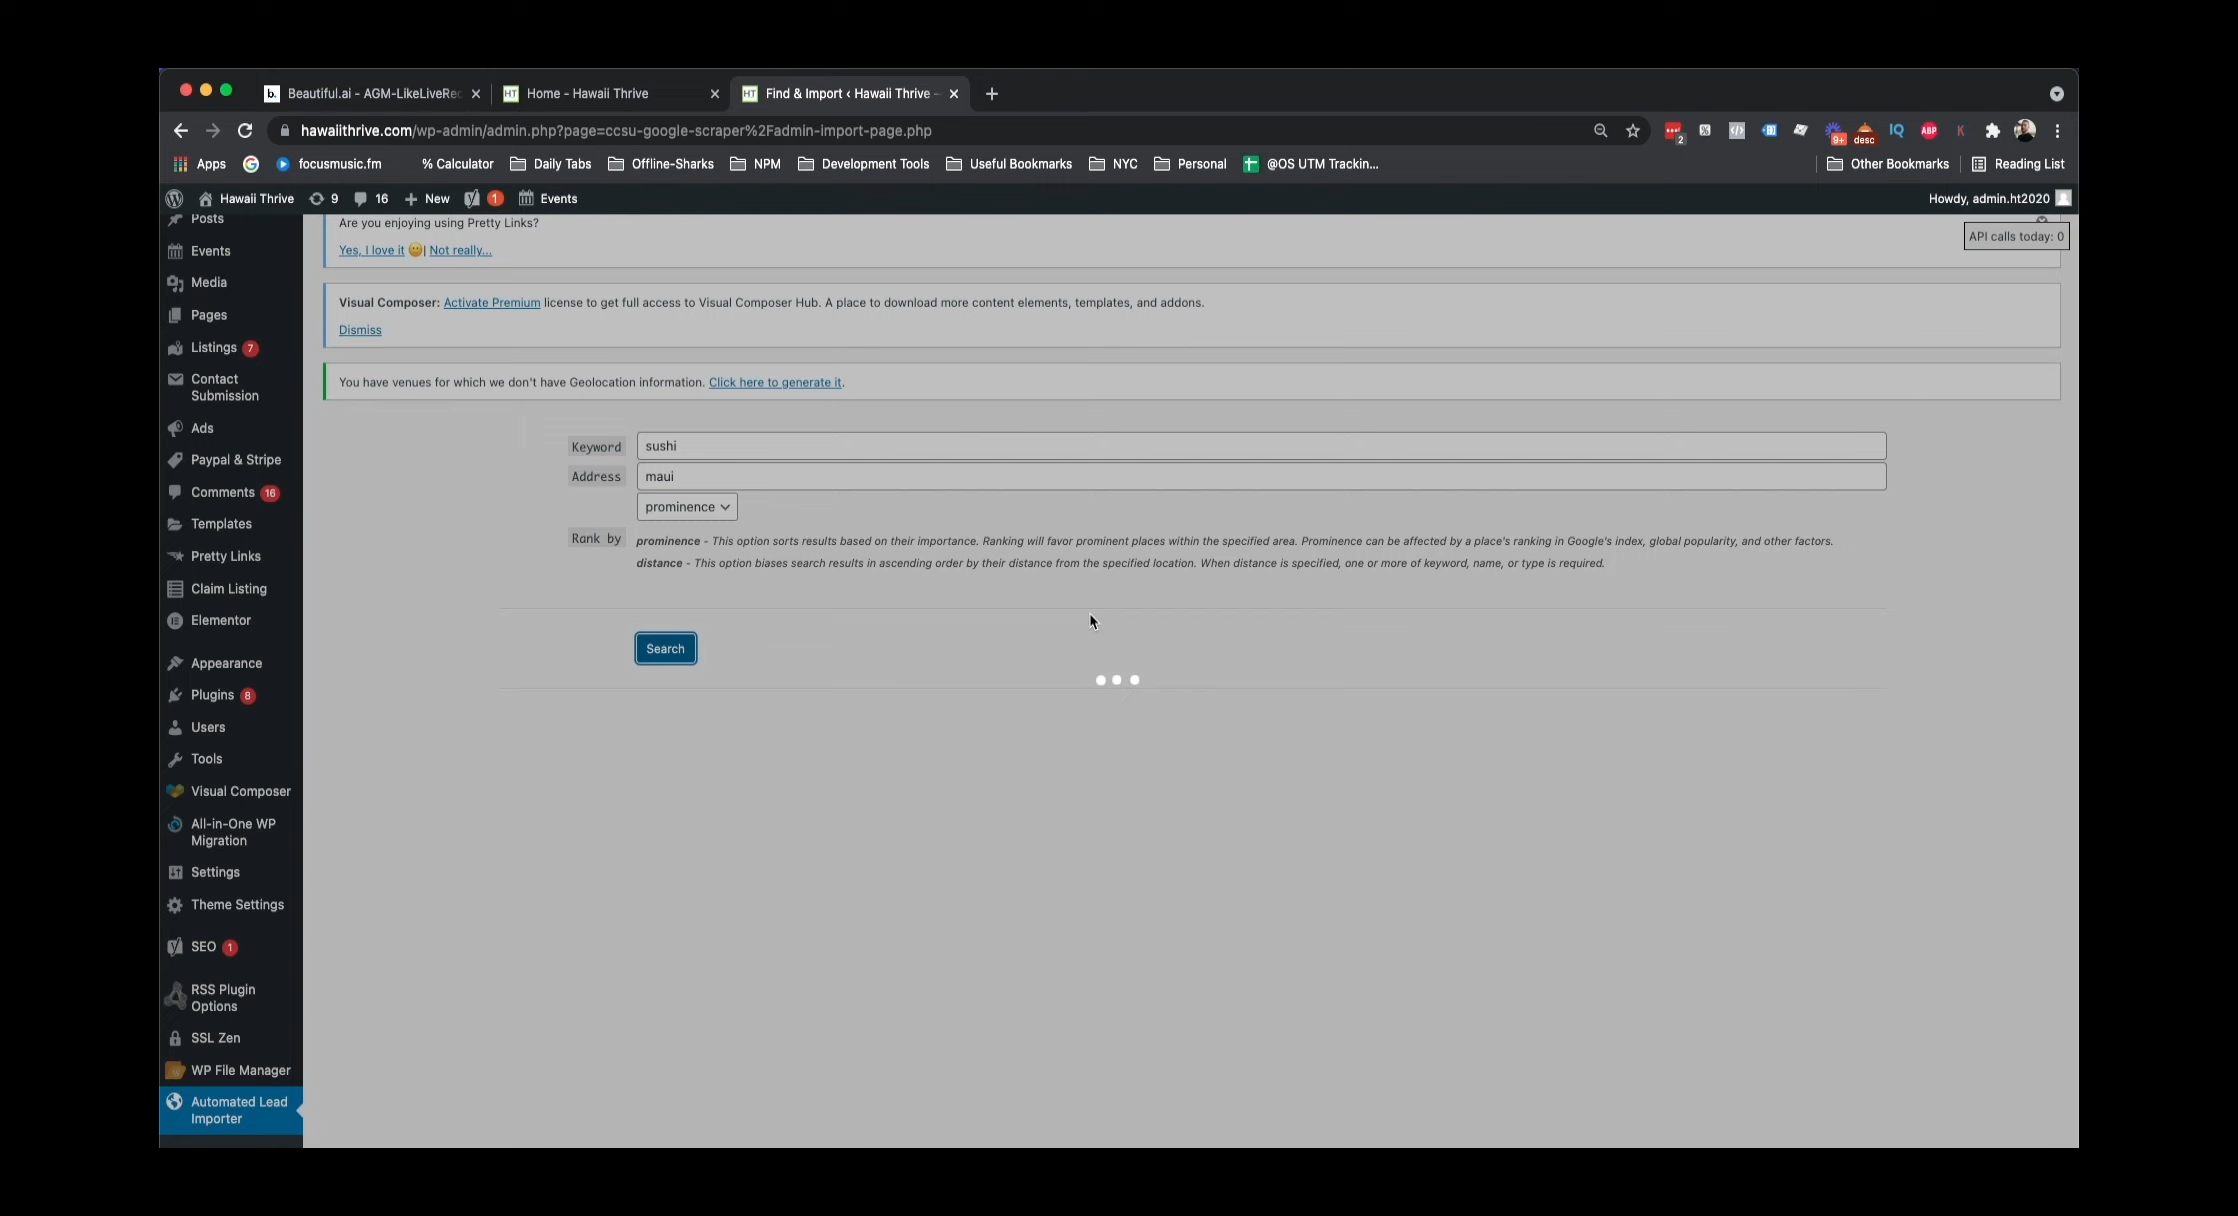 b. Beautiful.ai - AGM-LikeLiveRec
HT Home - Hawaii Thrive
HT Find & Import ‹ Hawaii Thrive -
hawaiithrive.com/wp-admin/admin.php?page=ccsu-google-scraper%2Fadmin-import-page.php
2
9+
desc
IQ
ABP
K
Apps
focusmusic.fm
% Calculator
Daily Tabs
Offline-Sharks
NPM
Development Tools
Useful Bookmarks
NYC
Personal
@OS UTM Trackin...
Other Bookmarks
Reading List
Hawaii Thrive
9
16
New
1
Events
Howdy, admin.ht2020
Posts
Events
Media
Pages
Listings 7
Contact
Submission
Ads
Paypal & Stripe
Comments 16
Templates
Pretty Links
Claim Listing
Elementor
Appearance
Plugins 8
Users
Tools
Visual Composer
All-in-One WP
Migration
Settings
Theme Settings
SEO 1
RSS Plugin
Options
SSL Zen
WP File Manager
Automated Lead
Importer
Are you enjoying using Pretty Links?
Yes, I love it | Not really...
API calls today: 0
Visual Composer: Activate Premium license to get full access to Visual Composer Hub. A place to download more content elements, templates, and addons.
Dismiss
You have venues for which we don't have Geolocation information. Click here to generate it.
Keyword sushi
Address maui
prominence
Rank by
prominence - This option sorts results based on their importance. Ranking will favor prominent places within the specified area. Prominence can be affected by a place's ranking in Google's index, global popularity, and other factors.
distance - This option biases search results in ascending order by their distance from the specified location. When distance is specified, one or more of keyword, name, or type is required.
Search